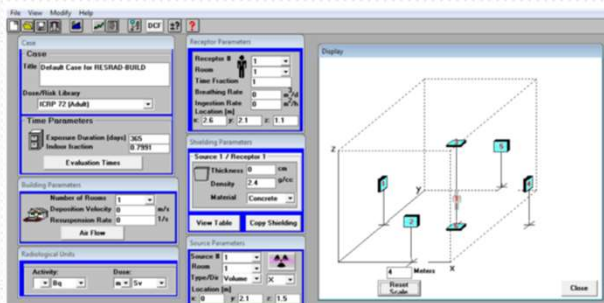 File View Modify Help
DCF
±?
?
Case
Case
Title Default Case for RESRAD-BUILD
Dose/Risk Library
ICRP 72 (Adult)
Time Parameters
Exposure Duration (days) 365
Indoor fraction 0.7991
Evaluation Times
Building Parameters
Number of Rooms 1
Deposition Velocity 0 m/s
Resuspension Rate 0 1/s
Air Flow
Radiological Units
Activity: Dose:
Bq m Sv
Receptor Parameters
Receptor # 1
Room 1
Time Fraction 1
Breathing Rate 0 m³/d
Ingestion Rate 0 m²/h
Location [m]
x: 2.6 y: 2.1 z: 1.1
Shielding Parameters
Source 1 / Receptor 1
Thickness 0 cm
Density 2.4 g/cc
Material Concrete
View Table Copy Shielding
Source Parameters
Source # 1
Room 1
Type/Dir Volume X
Location [m]
x: 0 y: 2.1 z: 1.5
Display
Z
y
X
5
2
4 Meters
Reset
Scale
Close